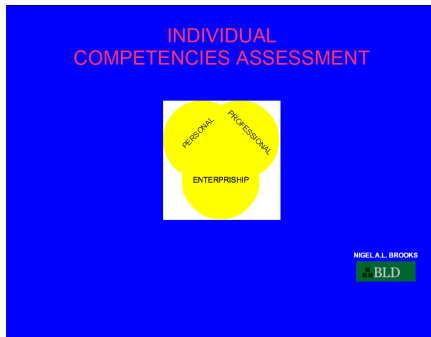 INDIVIDUAL
COMPETENCIES ASSESSMENT
PERSONAL
PROFESSIONAL
ENTERPRISHIP
NIGEL A.L. BROOKS
BLD